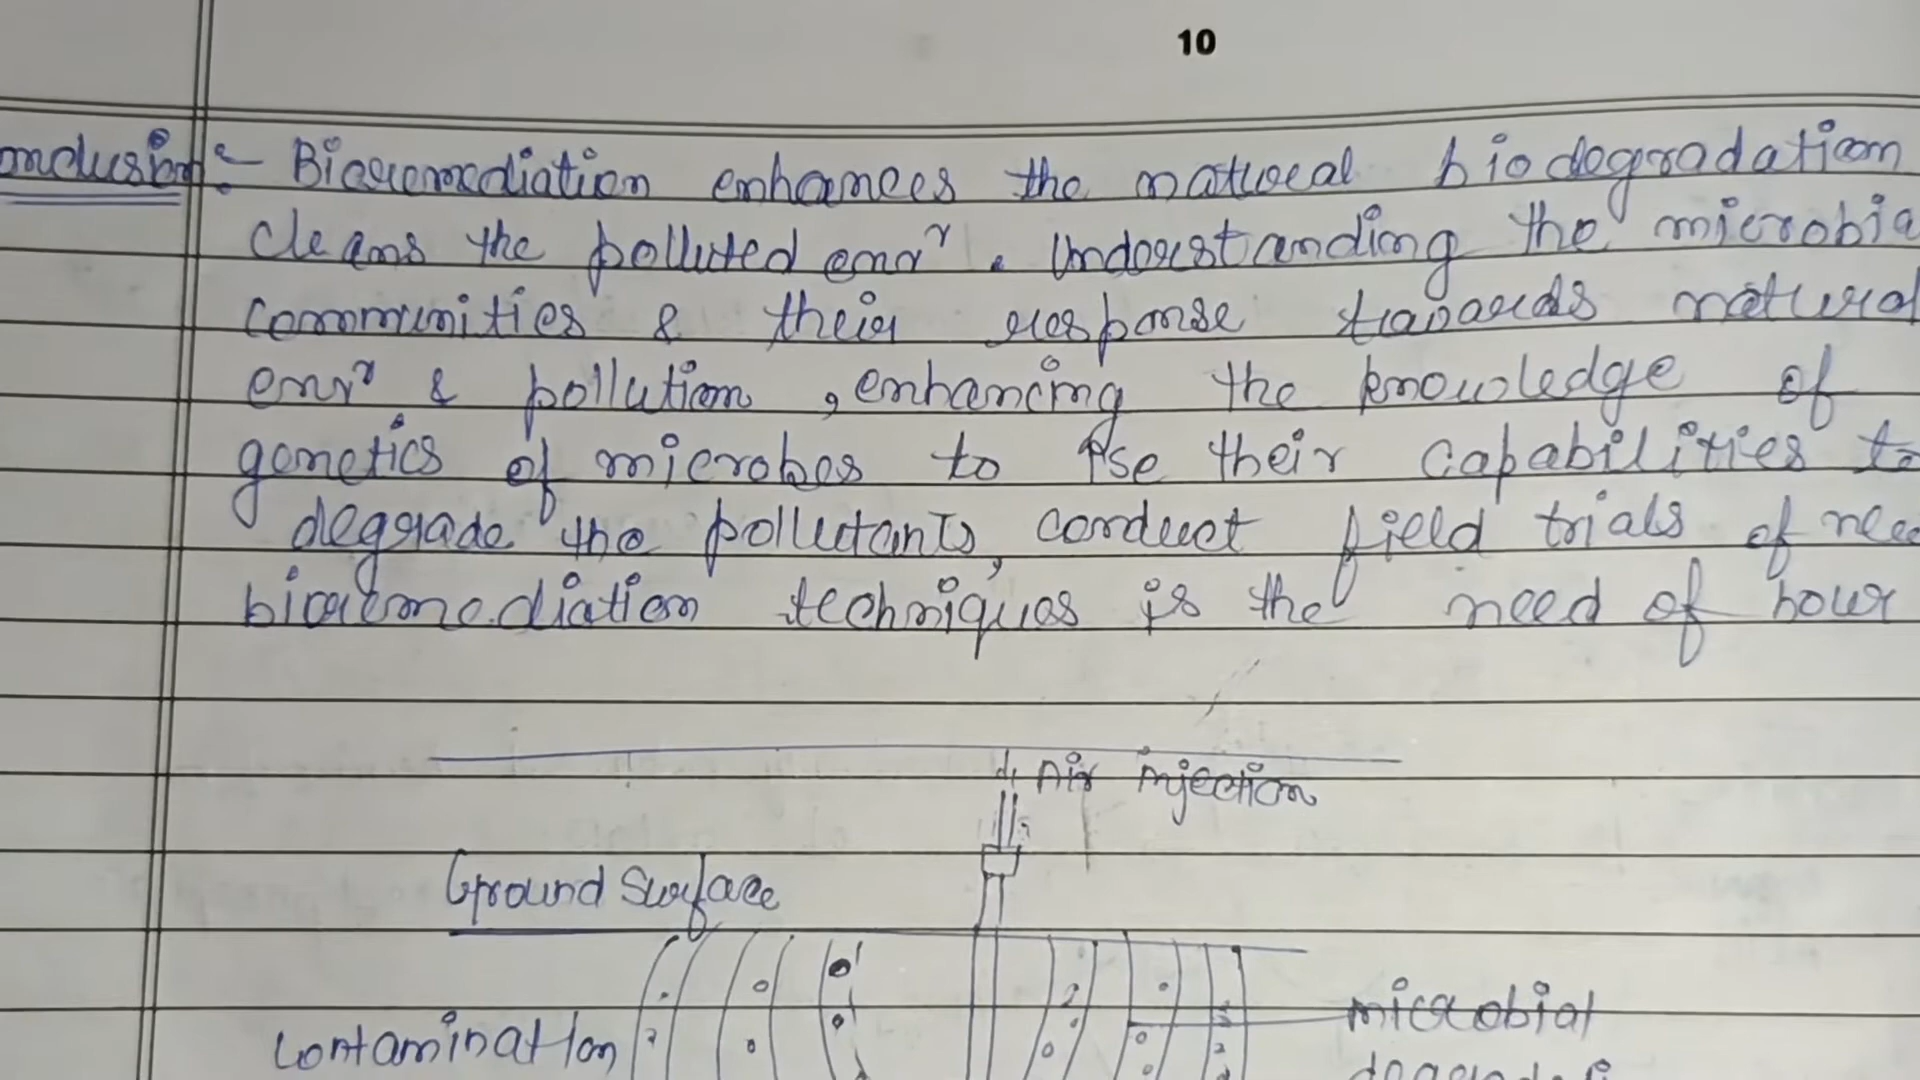 10
onclusion :- Bioremediation enhances the natural biodegradation
cleans the polluted envr. Understanding the microbia
communities & their response towards natural
envr & pollution, enhancing the knowledge of
genetics of microbes to use their capabilities to
degrade the pollutants, conduct field trials of new
bioremediation techniques is the need of hour
Air injection
Ground Surface
Contamination
microbial